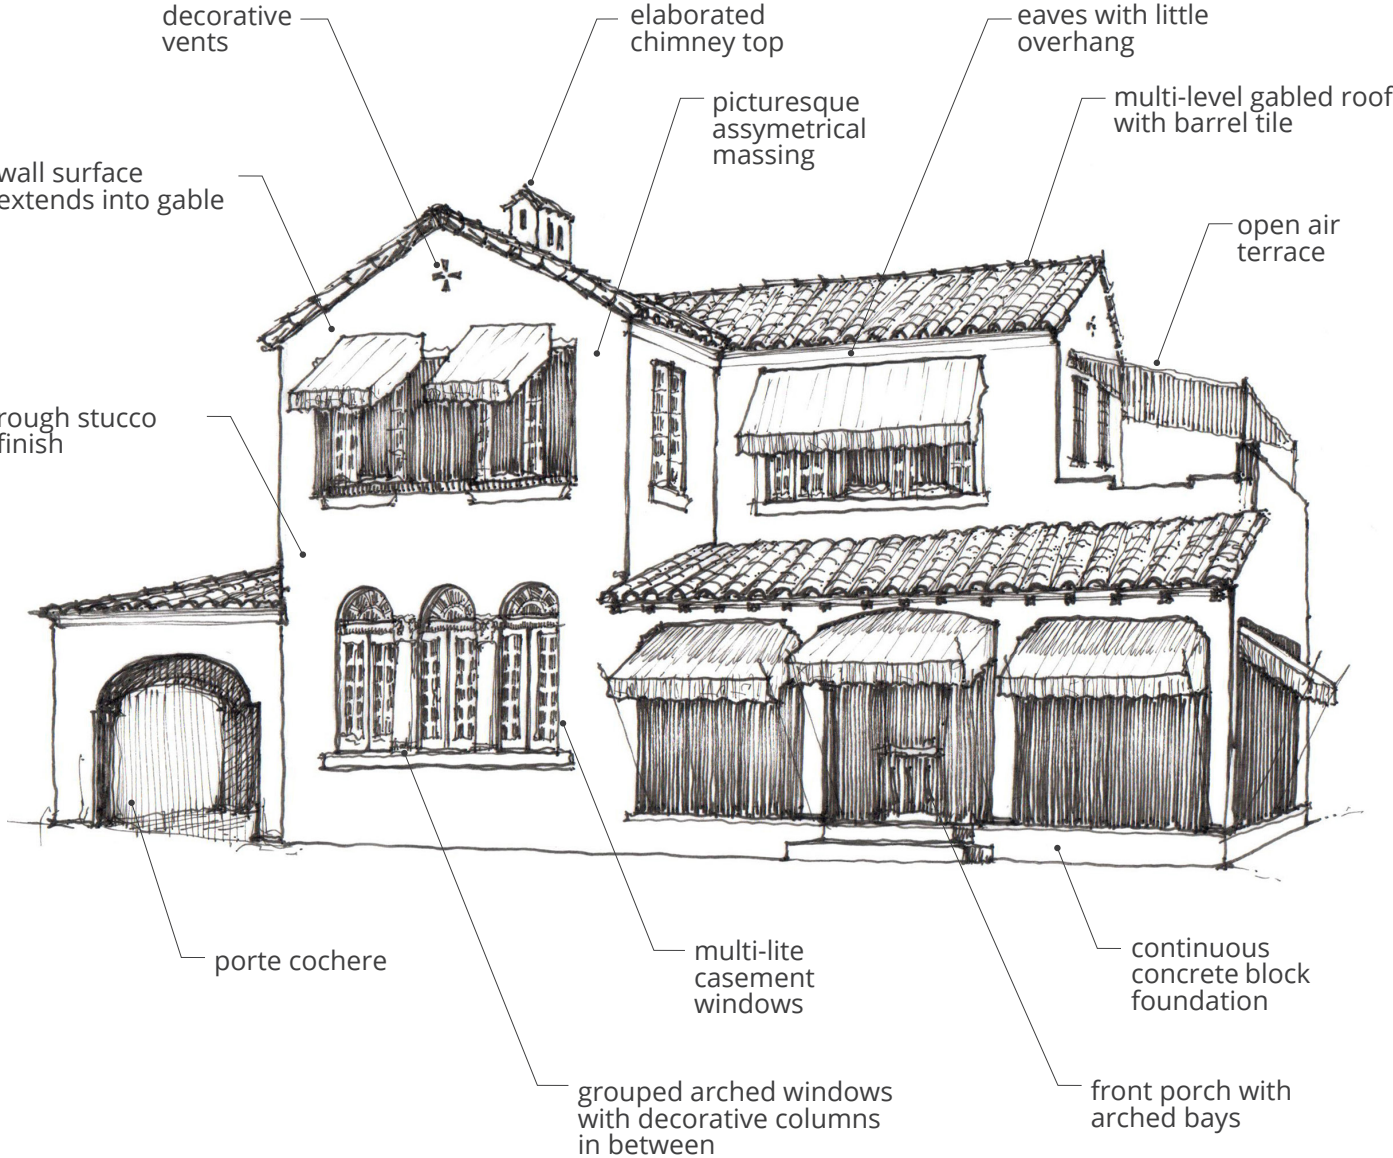 decorative
vents
elaborated
chimney top
eaves with little
overhang
picturesque
assymetrical
massing
multi-level gabled roof
with barrel tile
wall surface
extends into gable
open air
terrace
rough stucco
finish
porte cochere
multi-lite
casement
windows
continuous
concrete block
foundation
grouped arched windows
with decorative columns
in between
front porch with
arched bays